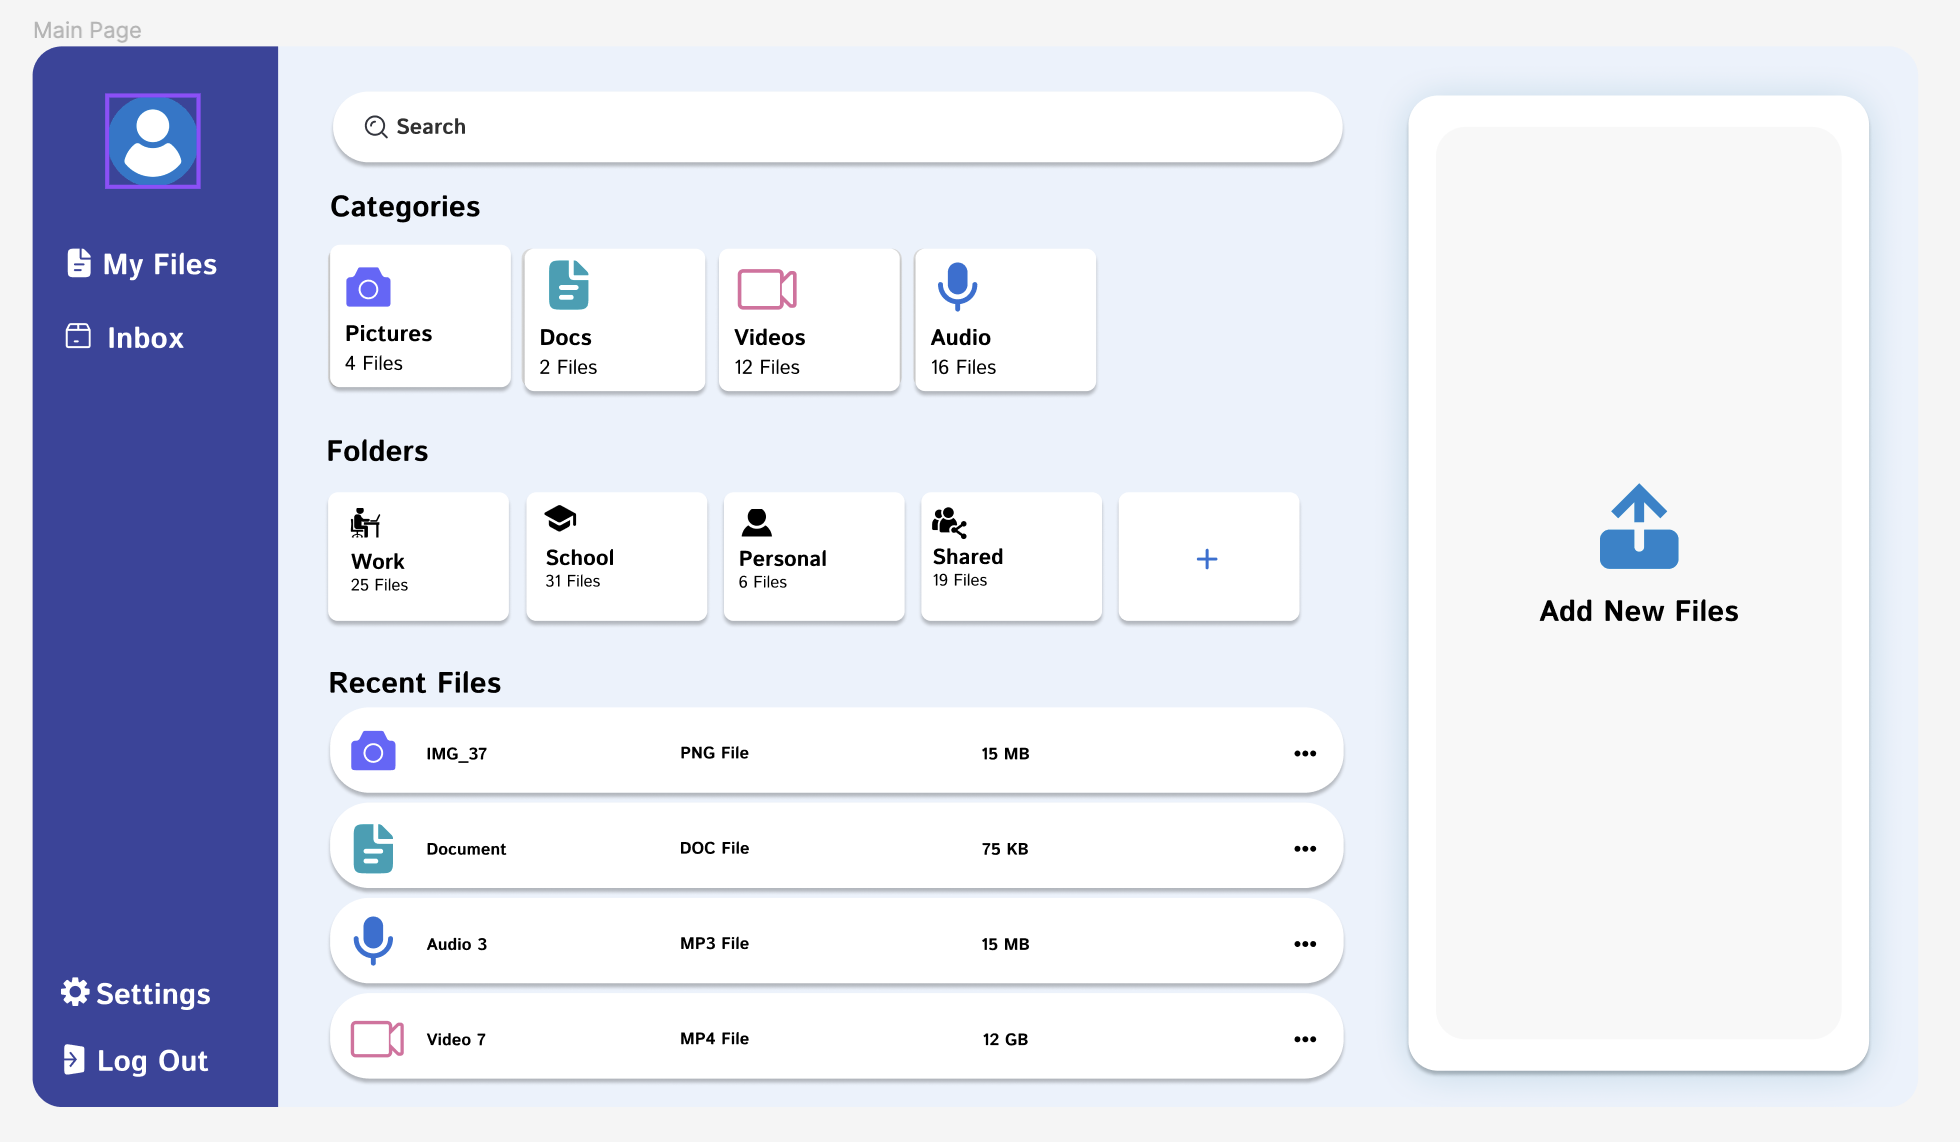 Main Page
My Files
Inbox
Settings
Log Out
Search
Categories
Pictures
4 Files
Docs
2 Files
Videos
12 Files
Audio
16 Files
Folders
Work
25 Files
School
31 Files
Personal
6 Files
Shared
19 Files
+
Recent Files
IMG_37 PNG File 15 MB •••
Document DOC File 75 KB •••
Audio 3 MP3 File 15 MB •••
Video 7 MP4 File 12 GB •••
Add New Files